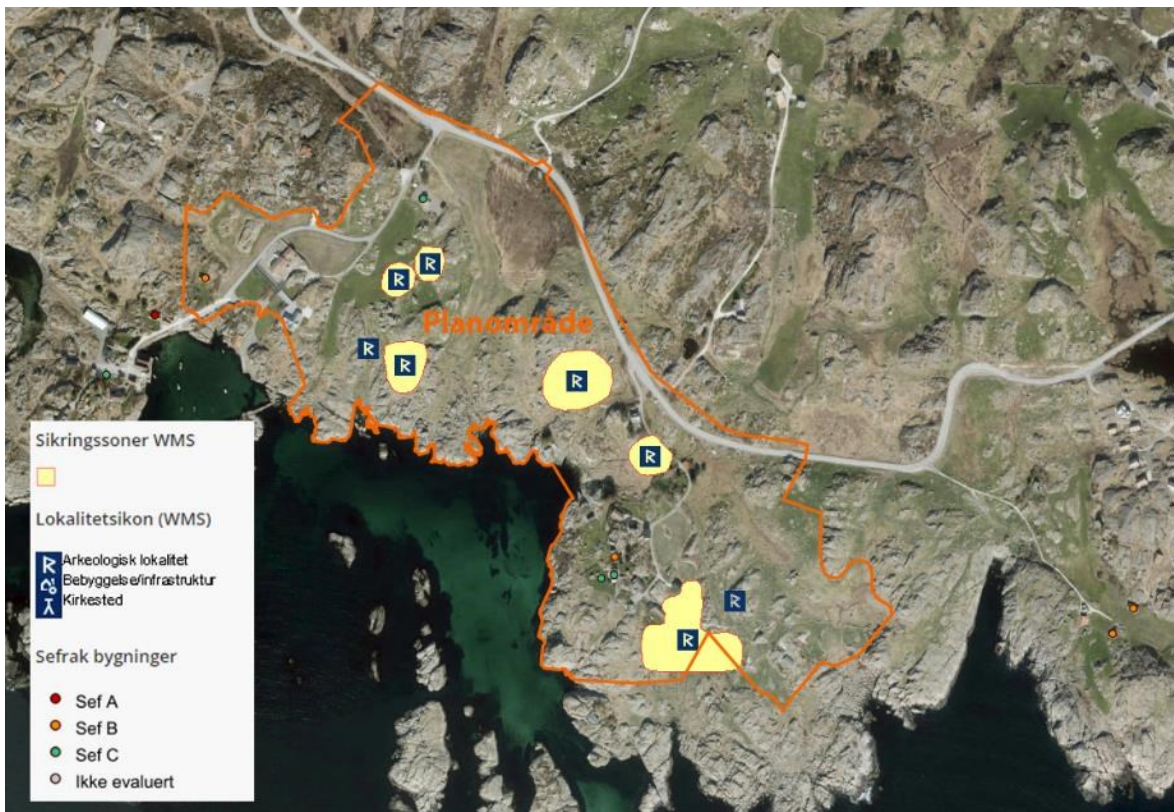 Planområde
Sikringssoner WMS
Lokalitetsikon (WMS)
Arkeologisk lokalitet
Bebyggelse/infrastruktur
Kirkested
Sefrak bygninger
Sef A
Sef B
Sef C
Ikke evaluert